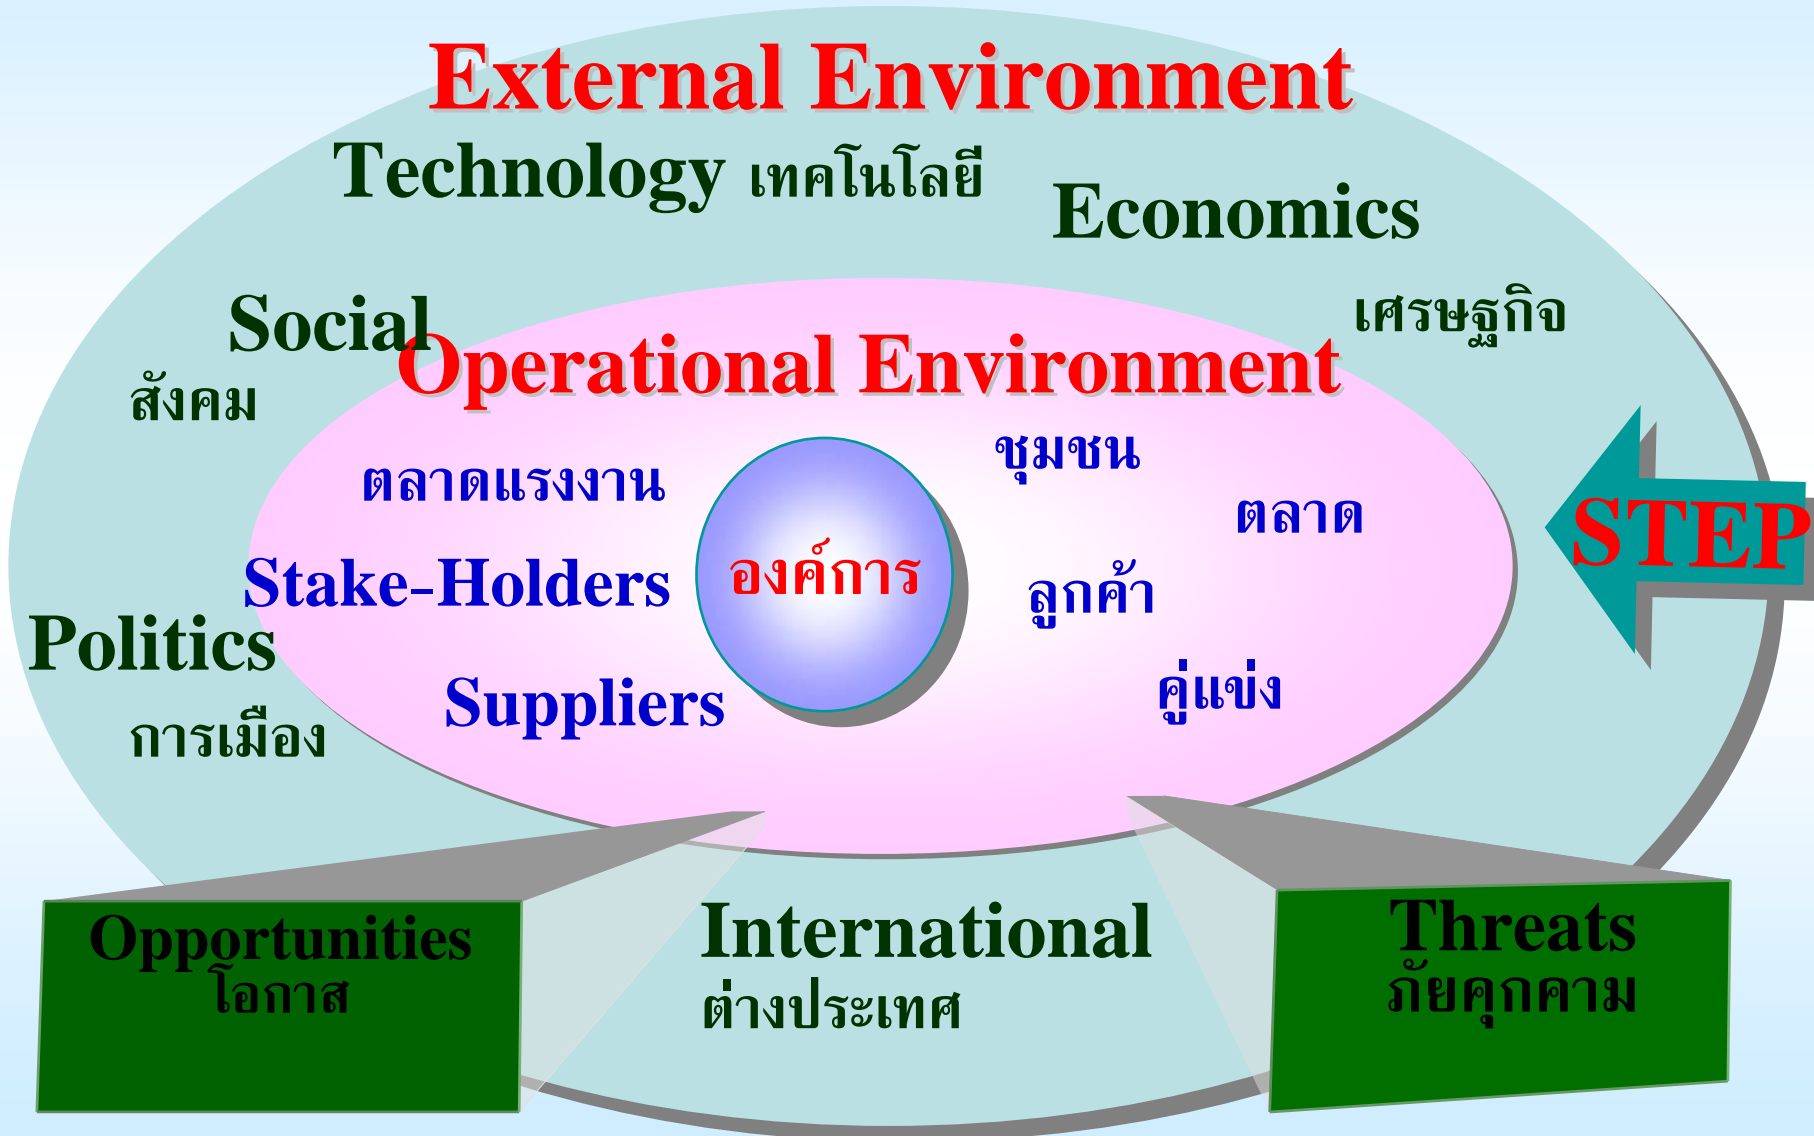 External Environment
Technology เทคโนโลยี
Economics
เศรษฐกิจ
Social
สังคม
Operational Environment
ตลาดแรงงาน
ชุมชน
ตลาด
STEP
องค์การ
Stake-Holders
ลูกค้า
Politics
การเมือง
Suppliers
คู่แข่ง
Opportunities
โอกาส
International
ต่างประเทศ
Threats
ภัยคุกคาม